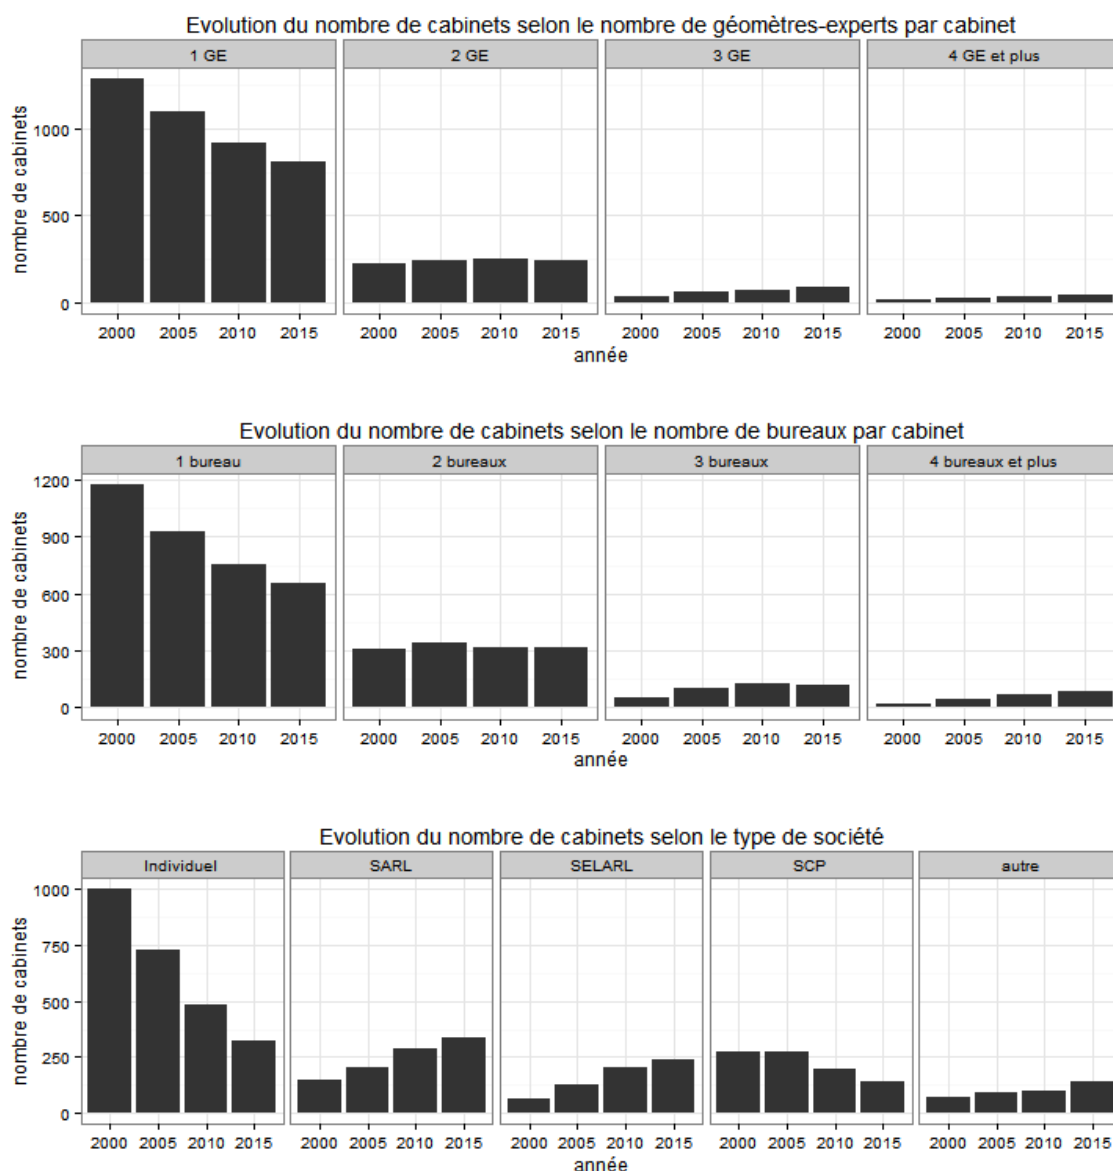 Evolution du nombre de cabinets selon le nombre de géomètres-experts par cabinet
1 GE 2 GE 3 GE 4 GE et plus
nombre de cabinets
1000
500
0
2000 2005 2010 2015 2000 2005 2010 2015 2000 2005 2010 2015 2000 2005 2010 2015
année
Evolution du nombre de cabinets selon le nombre de bureaux par cabinet
1 bureau 2 bureaux 3 bureaux 4 bureaux et plus
nombre de cabinets
1200
900
600
300
0
2000 2005 2010 2015 2000 2005 2010 2015 2000 2005 2010 2015 2000 2005 2010 2015
année
Evolution du nombre de cabinets selon le type de société
Individuel SARL SELARL SCP autre
nombre de cabinets
1000
750
500
250
0
2000 2005 2010 2015 2000 2005 2010 2015 2000 2005 2010 2015 2000 2005 2010 2015 2000 2005 2010 2015
année